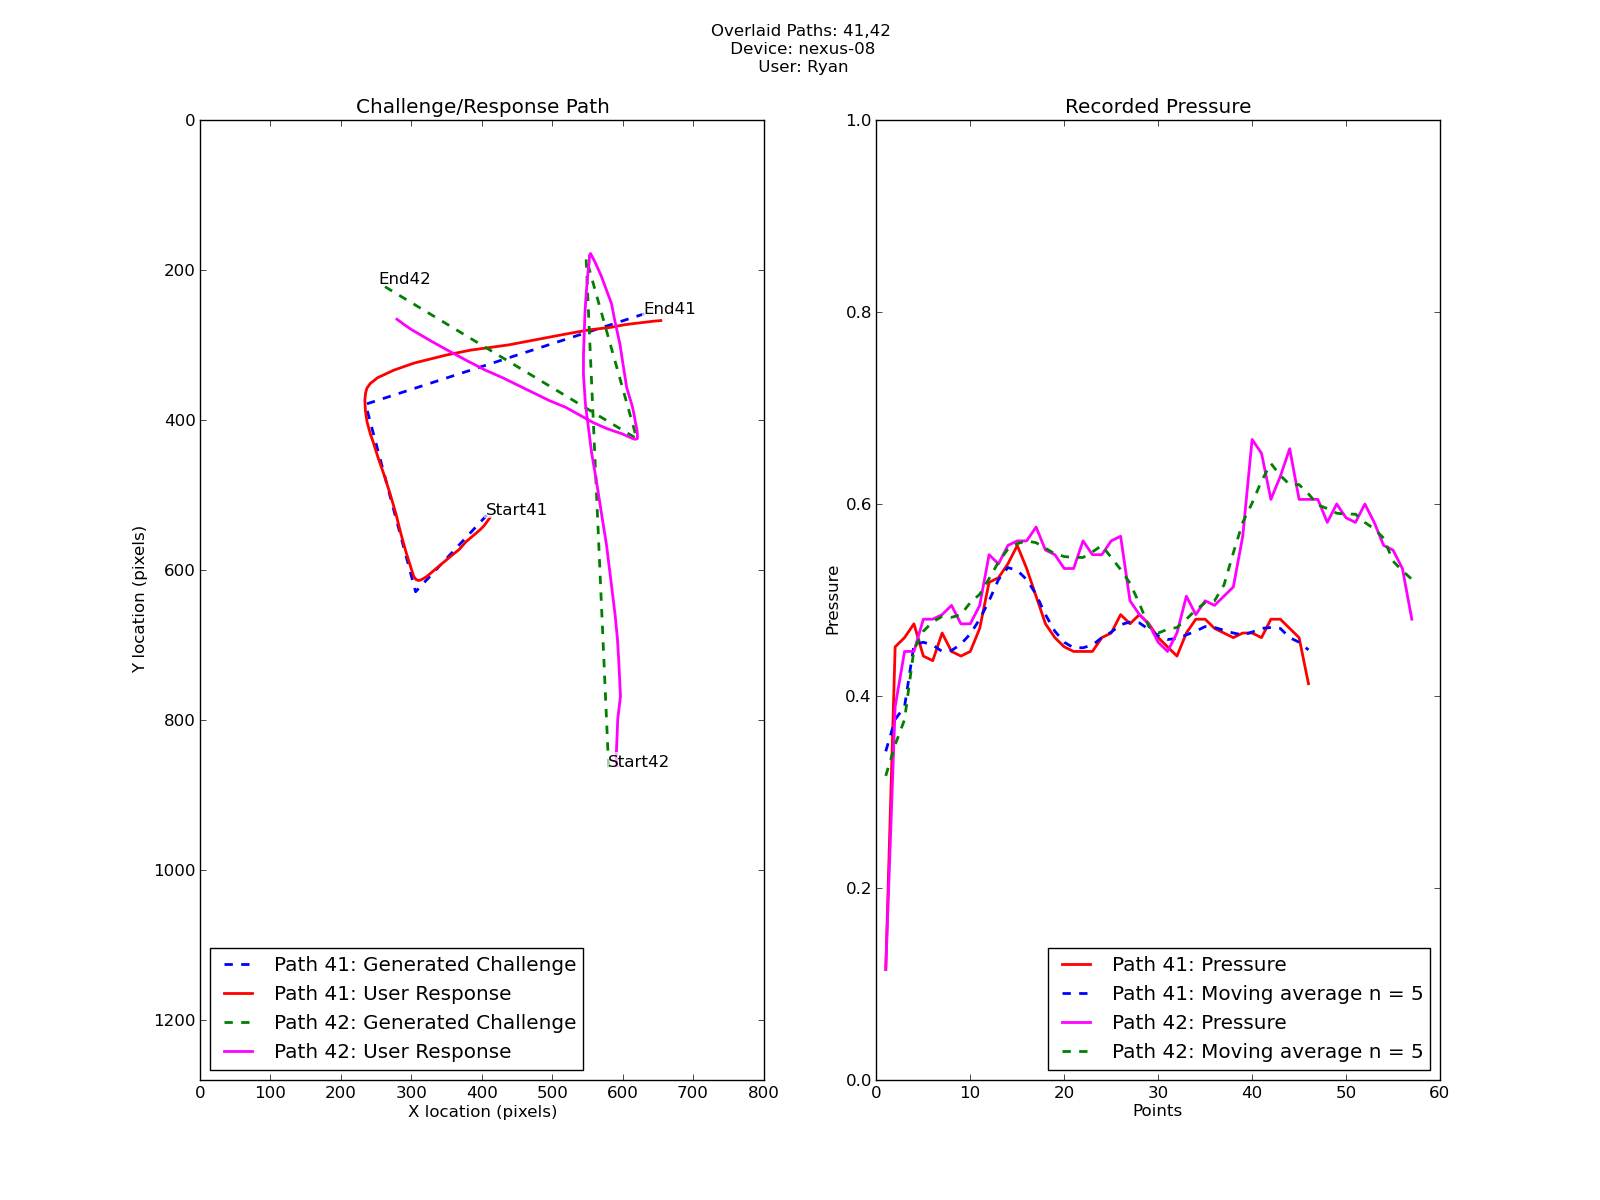 Overlaid Paths: 41,42
Device: nexus-08
User: Ryan
Challenge/Response Path
0
200
400
600
800
1000
1200
Y location (pixels)
End42
End41
Start41
Start42
Path 41: Generated Challenge
Path 41: User Response
Path 42: Generated Challenge
Path 42: User Response
0 100 200 300 400 500 600 700 800
X location (pixels)
Recorded Pressure
1.0
0.8
0.6
0.4
0.2
0.0
Pressure
Path 41: Pressure
Path 41: Moving average n = 5
Path 42: Pressure
Path 42: Moving average n = 5
0 10 20 30 40 50 60
Points